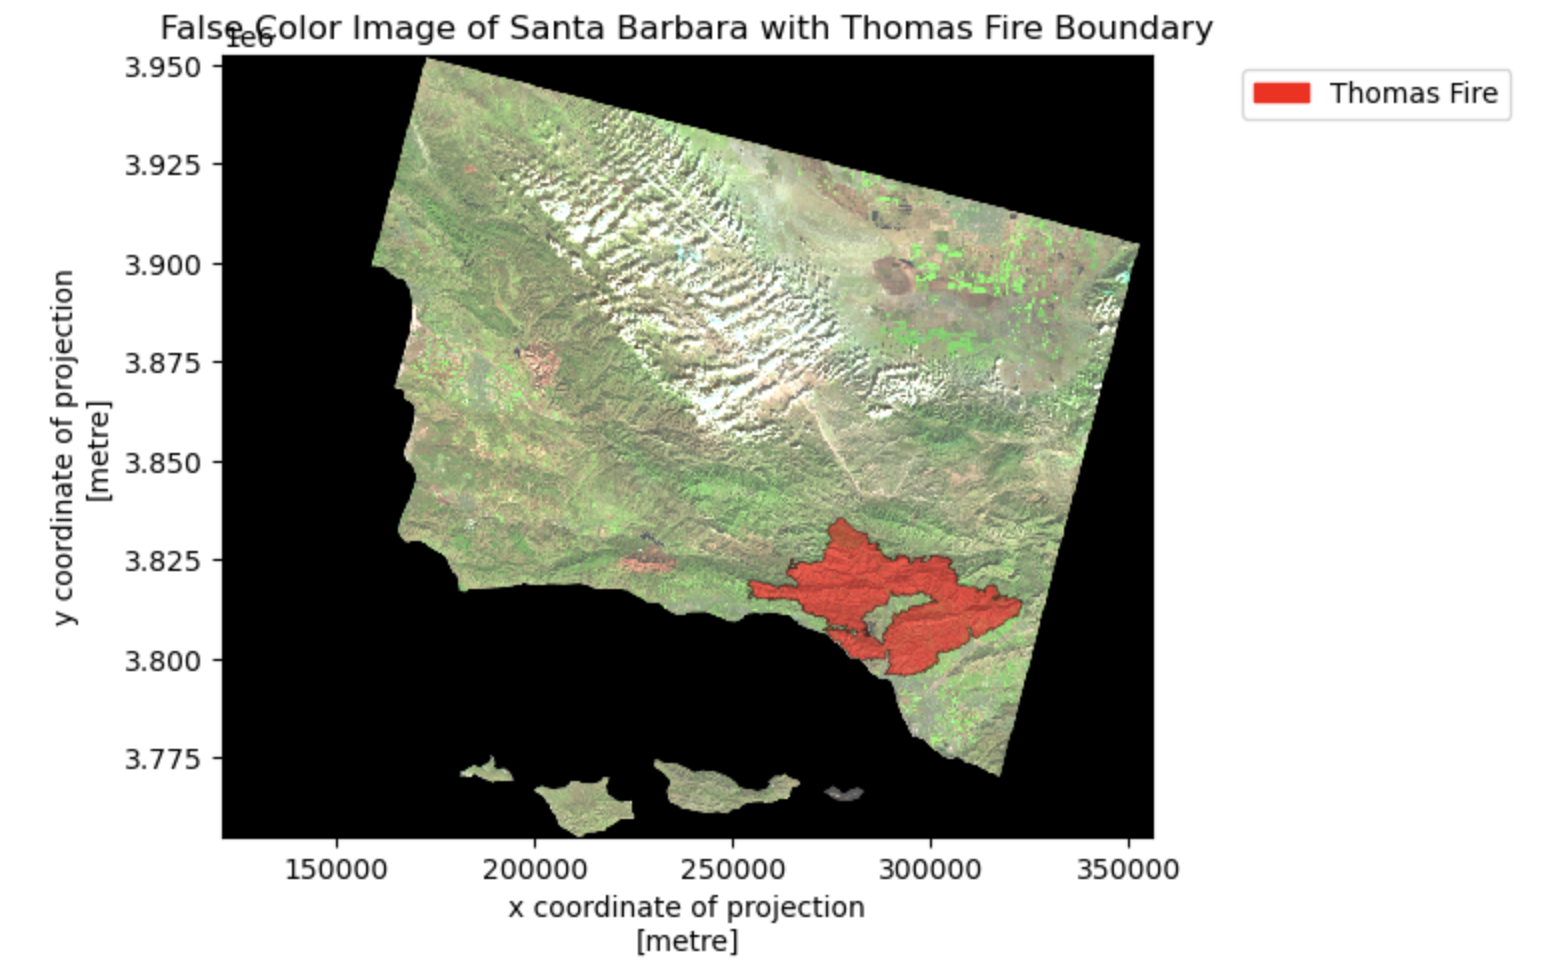 False Color Image of Santa Barbara with Thomas Fire Boundary
1e6
Thomas Fire
3.950
3.925
3.900
3.875
3.850
3.825
3.800
3.775
y coordinate of projection
[metre]
150000
200000
250000
300000
350000
x coordinate of projection
[metre]